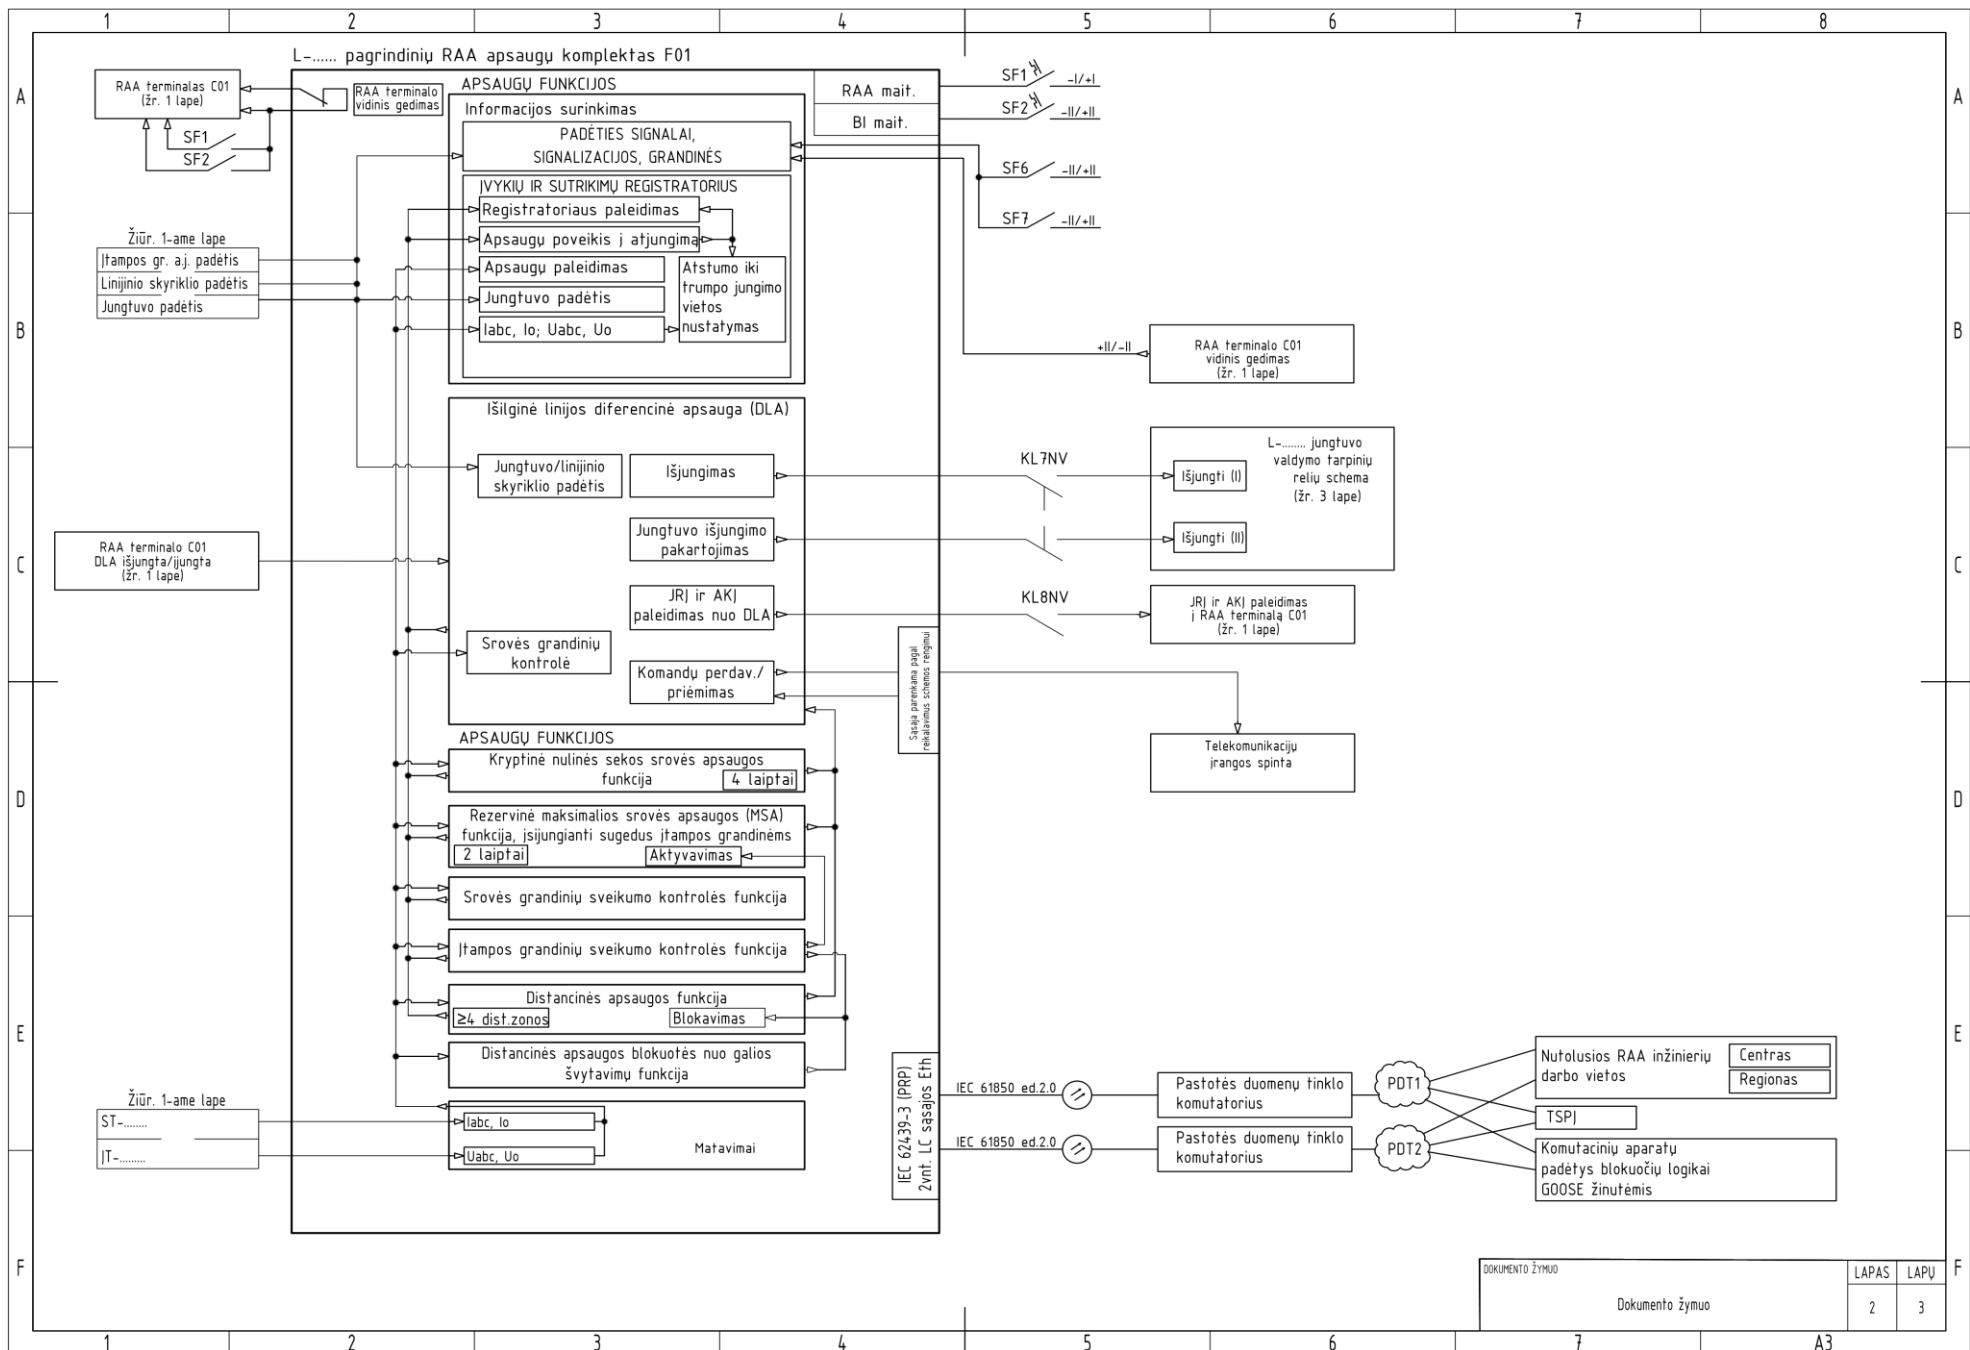 1 2 3 4 5 6 7 8
A
B
C
D
E
F
A
B
C
D
E
F
L-...... pagrindinių RAA apsaugų komplektas F01
RAA terminalas C01
(žr. 1 lape)
SF1
SF2
RAA terminalo
vidinis gedimas
APSAUGŲ FUNKCIJOS
Informacijos surinkimas
PADĖTIES SIGNALAI,
SIGNALIZACIJOS, GRANDINĖS
ĮVYKIŲ IR SUTRIKIMŲ REGISTRATORIUS
Registratoriaus paleidimas
Apsaugų poveikis į atjungimą
Apsaugų paleidimas
Jungtuvo padėtis
Iabc, Io; Uabc, Uo
Atstumo iki
trumpo jungimo
vietos
nustatymas
RAA mait.
BI mait.
SF1 -I/+I
SF2 -II/+II
SF6 -II/+II
SF7 -II/+II
Žiūr. 1-ame lape
Įtampos gr. a.j. padėtis
Linijinio skyriklio padėtis
Jungtuvo padėtis
+II/-II
RAA terminalo C01
vidinis gedimas
(žr. 1 lape)
Išilginė linijos diferencinė apsauga (DLA)
Jungtuvo/linijinio
skyriklio padėtis
Išjungimas
Jungtuvo išjungimo
pakartojimas
JRĮ ir AKĮ
paleidimas nuo DLA
Srovės grandinių
kontrolė
Komandų perdav./
priėmimas
RAA terminalo C01
DLA išjungta/įjungta
(žr. 1 lape)
KL7NV
KL8NV
Išjungti (I)
Išjungti (II)
L-........ jungtuvo
valdymo tarpinių
relių schema
(žr. 3 lape)
JRĮ ir AKĮ paleidimas
į RAA terminalą C01
(žr. 1 lape)
Sąsaja parenkama pagal
reikalavimus schemos rengimui
Telekomunikacijų
įrangos spinta
APSAUGŲ FUNKCIJOS
Kryptinė nulinės sekos srovės apsaugos
funkcija
4 laiptai
Rezervinė maksimalios srovės apsaugos (MSA)
funkcija, įsijungianti sugedus įtampos grandinėms
2 laiptai
Aktyvavimas
Srovės grandinių sveikumo kontrolės funkcija
Įtampos grandinių sveikumo kontrolės funkcija
Distancinės apsaugos funkcija
≥4 dist.zonos
Blokavimas
Distancinės apsaugos blokuotės nuo galios
švytavimų funkcija
Žiūr. 1-ame lape
ST-........
ĮT-.........
Iabc, Io
Uabc, Uo
Matavimai
IEC 62439-3 (PRP)
2vnt. LC sąsajos Eth
IEC 61850 ed.2.0
IEC 61850 ed.2.0
Pastotės duomenų tinklo
komutatorius
Pastotės duomenų tinklo
komutatorius
PDT1
PDT2
Nutolusios RAA inžinierių
darbo vietos
Centras
Regionas
TSPĮ
Komutacinių aparatų
padėtys blokuočių logikai
GOOSE žinutėmis
DOKUMENTO ŽYMUO
Dokumento žymuo
LAPAS LAPŲ
2 3
1 2 3 4 5 6 7 A3